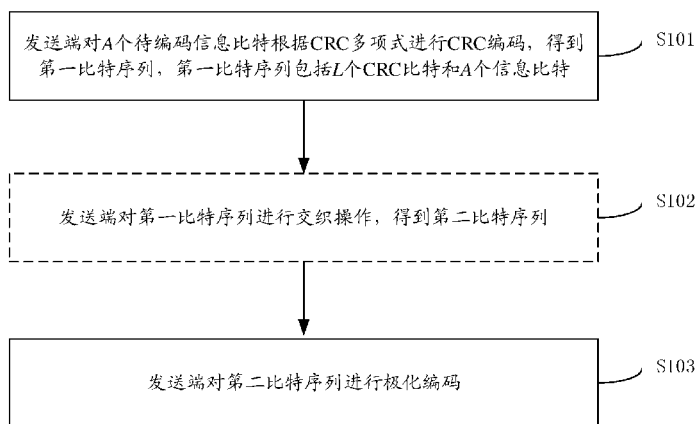 发送端对A个待编码信息比特根据CRC多项式进行CRC编码，得到
第一比特序列，第一比特序列包括L个CRC比特和A个信息比特
S101
发送端对第一比特序列进行交织操作，得到第二比特序列
S102
发送端对第二比特序列进行极化编码
S103